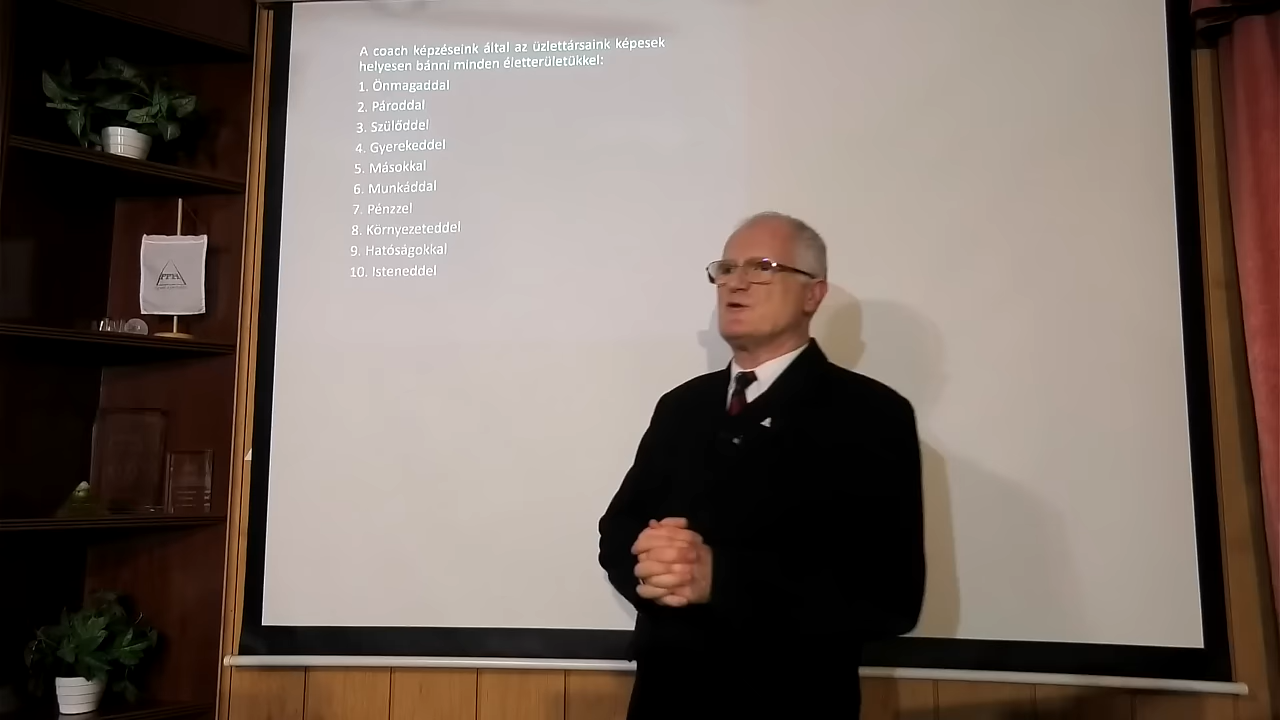 A coach képzéseink által az üzlettársaink képesek
helyesen bánni minden életterületükkel:
1. Önmagaddal
2. Pároddal
3. Szülőddel
4. Gyerekeddel
5. Másokkal
6. Munkáddal
7. Pénzzel
8. Környezeteddel
9. Hatóságokkal
10. Isteneddel